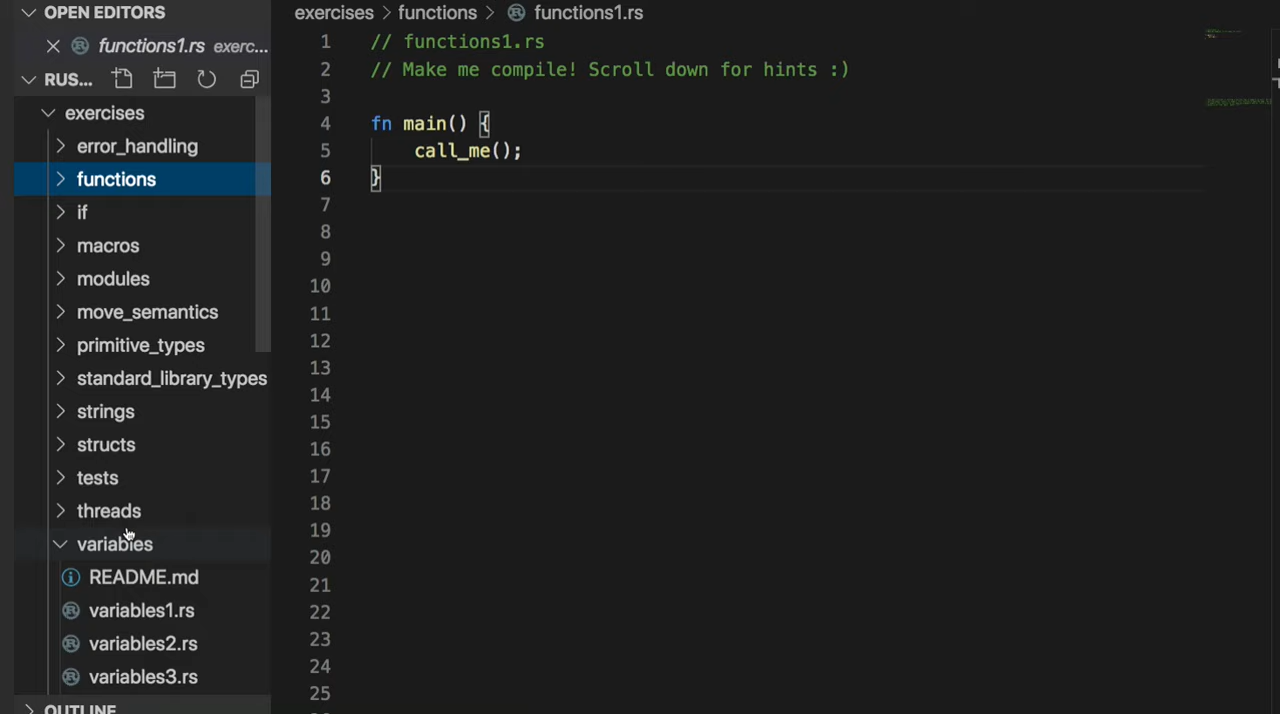 OPEN EDITORS
functions1.rs exerc...
RUS...
exercises
error_handling
functions
if
macros
modules
move_semantics
primitive_types
standard_library_types
strings
structs
tests
threads
variables
README.md
variables1.rs
variables2.rs
variables3.rs
OUTLINE
exercises > functions > functions1.rs
1 // functions1.rs
2 // Make me compile! Scroll down for hints :)
3
4 fn main() {
5 call_me();
6 }
7
8
9
10
11
12
13
14
15
16
17
18
19
20
21
22
23
24
25